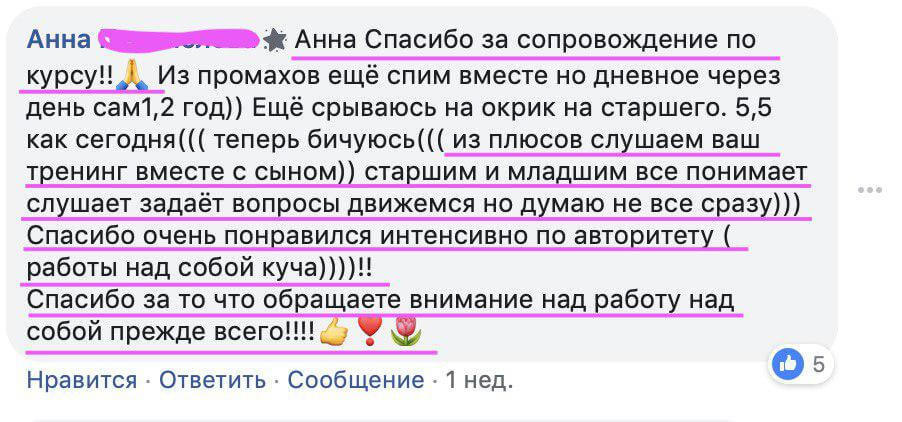 Анна Анна Спасибо за сопровождение по
курсу!!🙏 Из промахов ещё спим вместе но дневное через
день сам1,2 год)) Ещё срываюсь на окрик на старшего. 5,5
как сегодня((( теперь бичуюсь((( из плюсов слушаем ваш
тренинг вместе с сыном)) старшим и младшим все понимает
слушает задаёт вопросы движемся но думаю не все сразу)))
Спасибо очень понравился интенсивно по авторитету (
работы над собой куча))))!!
Спасибо за то что обращаете внимание над работу над
собой прежде всего!!!!👍❣️🌷
5
Нравится · Ответить · Сообщение · 1 нед.